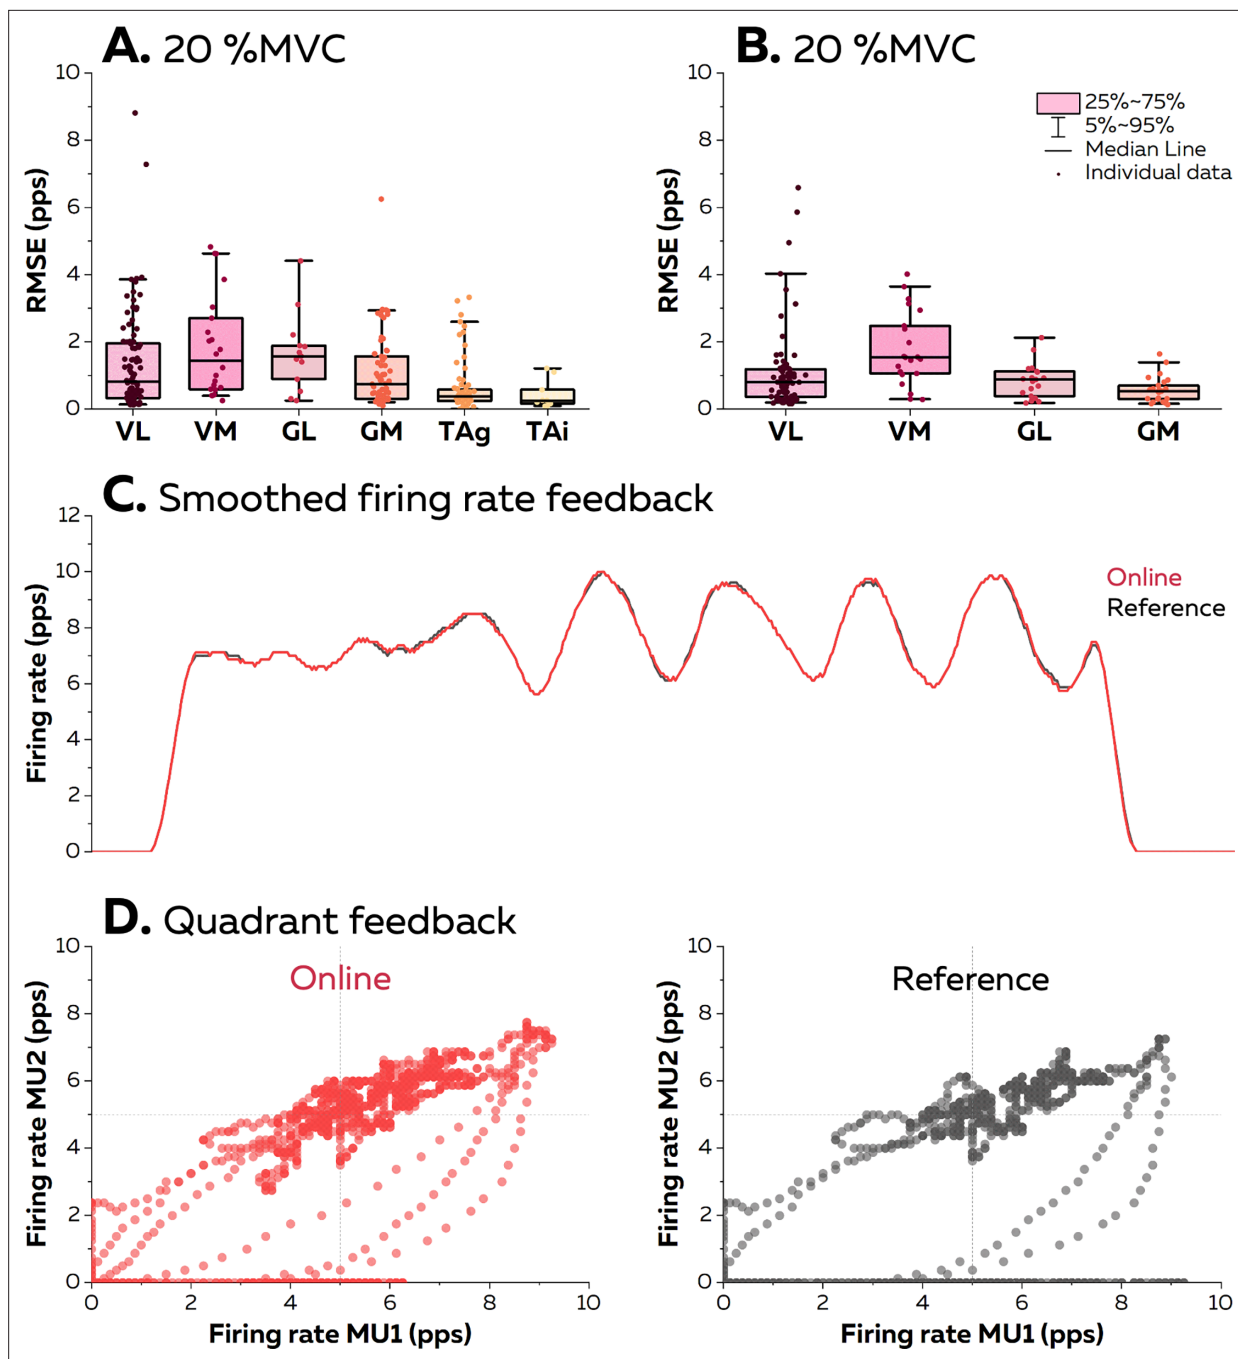 A. 20 %MVC
10
8
6
4
2
0
RMSE (pps)
VL VM GL GM TAg TAi
B. 20 %MVC
10
8
6
4
2
0
RMSE (pps)
25%~75%
5%~95%
Median Line
Individual data
VL VM GL GM
C. Smoothed firing rate feedback
12
10
8
6
4
2
0
Firing rate (pps)
Online
Reference
D. Quadrant feedback
10
8
6
4
2
0
Firing rate MU2 (pps)
Online
0 2 4 6 8 10
Firing rate MU1 (pps)
10
8
6
4
2
0
Firing rate MU2 (pps)
Reference
0 2 4 6 8 10
Firing rate MU1 (pps)